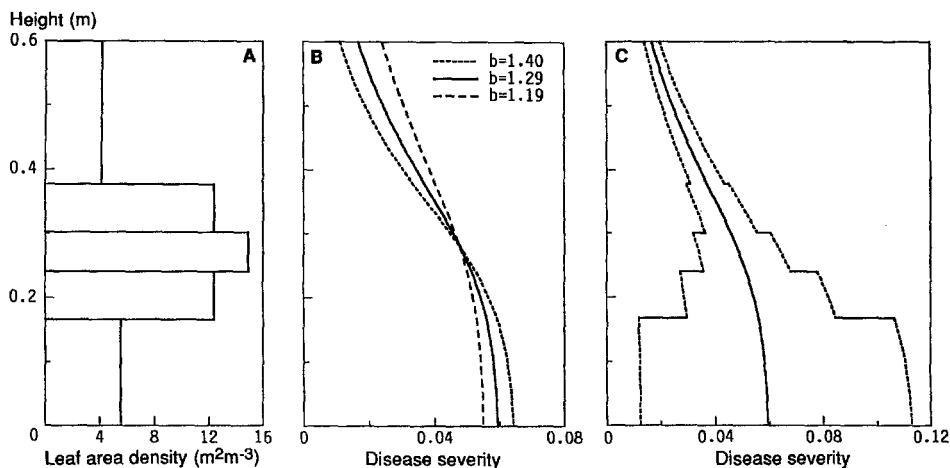 Height (m)
0.6
0.4
0.2
0
A
0 4 8 12 16
Leaf area density (m²m⁻³)
B
b=1.40
b=1.29
b=1.19
0 0.04 0.08
Disease severity
C
0 0.04 0.08 0.12
Disease severity